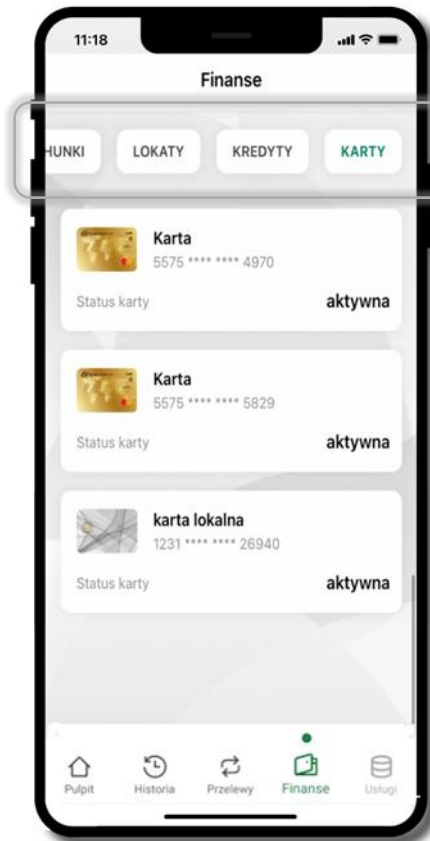 11:18
Finanse
HUNKI LOKATY KREDYTY KARTY
Karta
5575 **** **** 4970
Status karty aktywna
Karta
5575 **** **** 5829
Status karty aktywna
karta lokalna
1231 **** **** 26940
Status karty aktywna
Pulpit Historia Przelewy Finanse Usługi